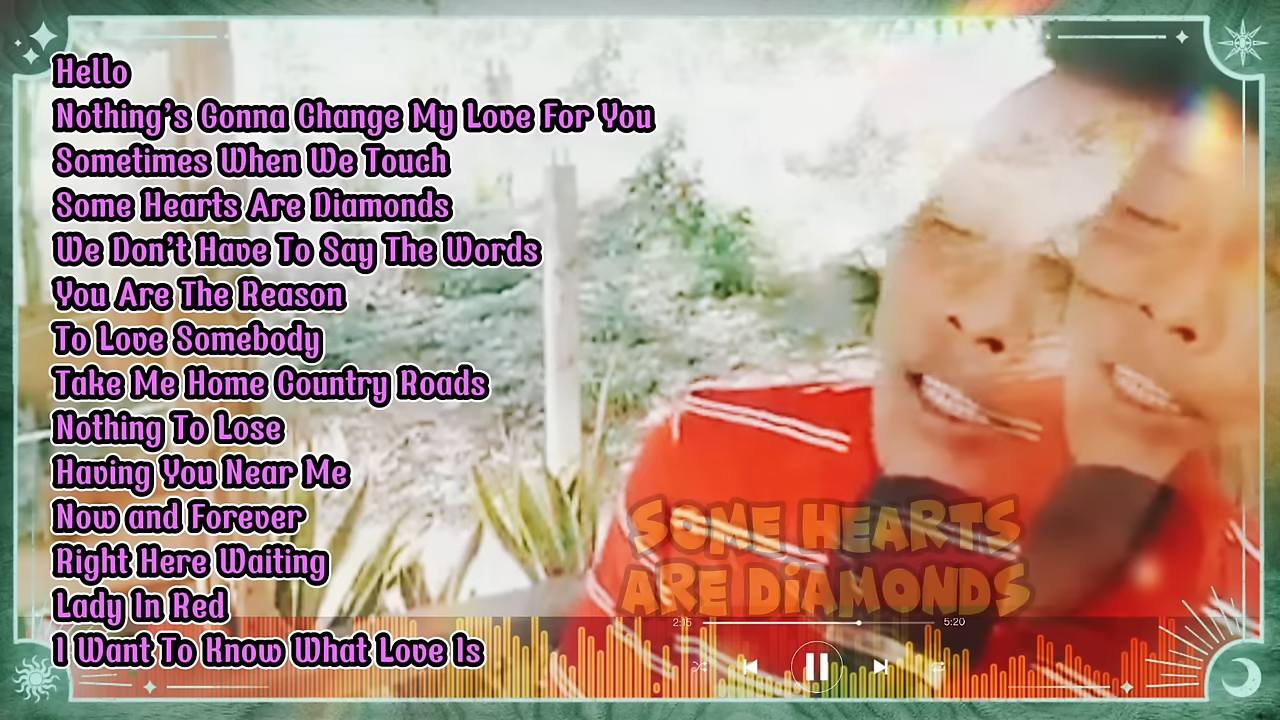 Hello
Nothing's Gonna Change My Love For You
Sometimes When We Touch
Some Hearts Are Diamonds
We Don't Have To Say The Words
You Are The Reason
To Love Somebody
Take Me Home Country Roads
Nothing To Lose
Having You Near Me
Now and Forever
Right Here Waiting
Lady In Red
I Want To Know What Love Is
SOME HEARTS
ARE DiAMONDS
2:15 5:20